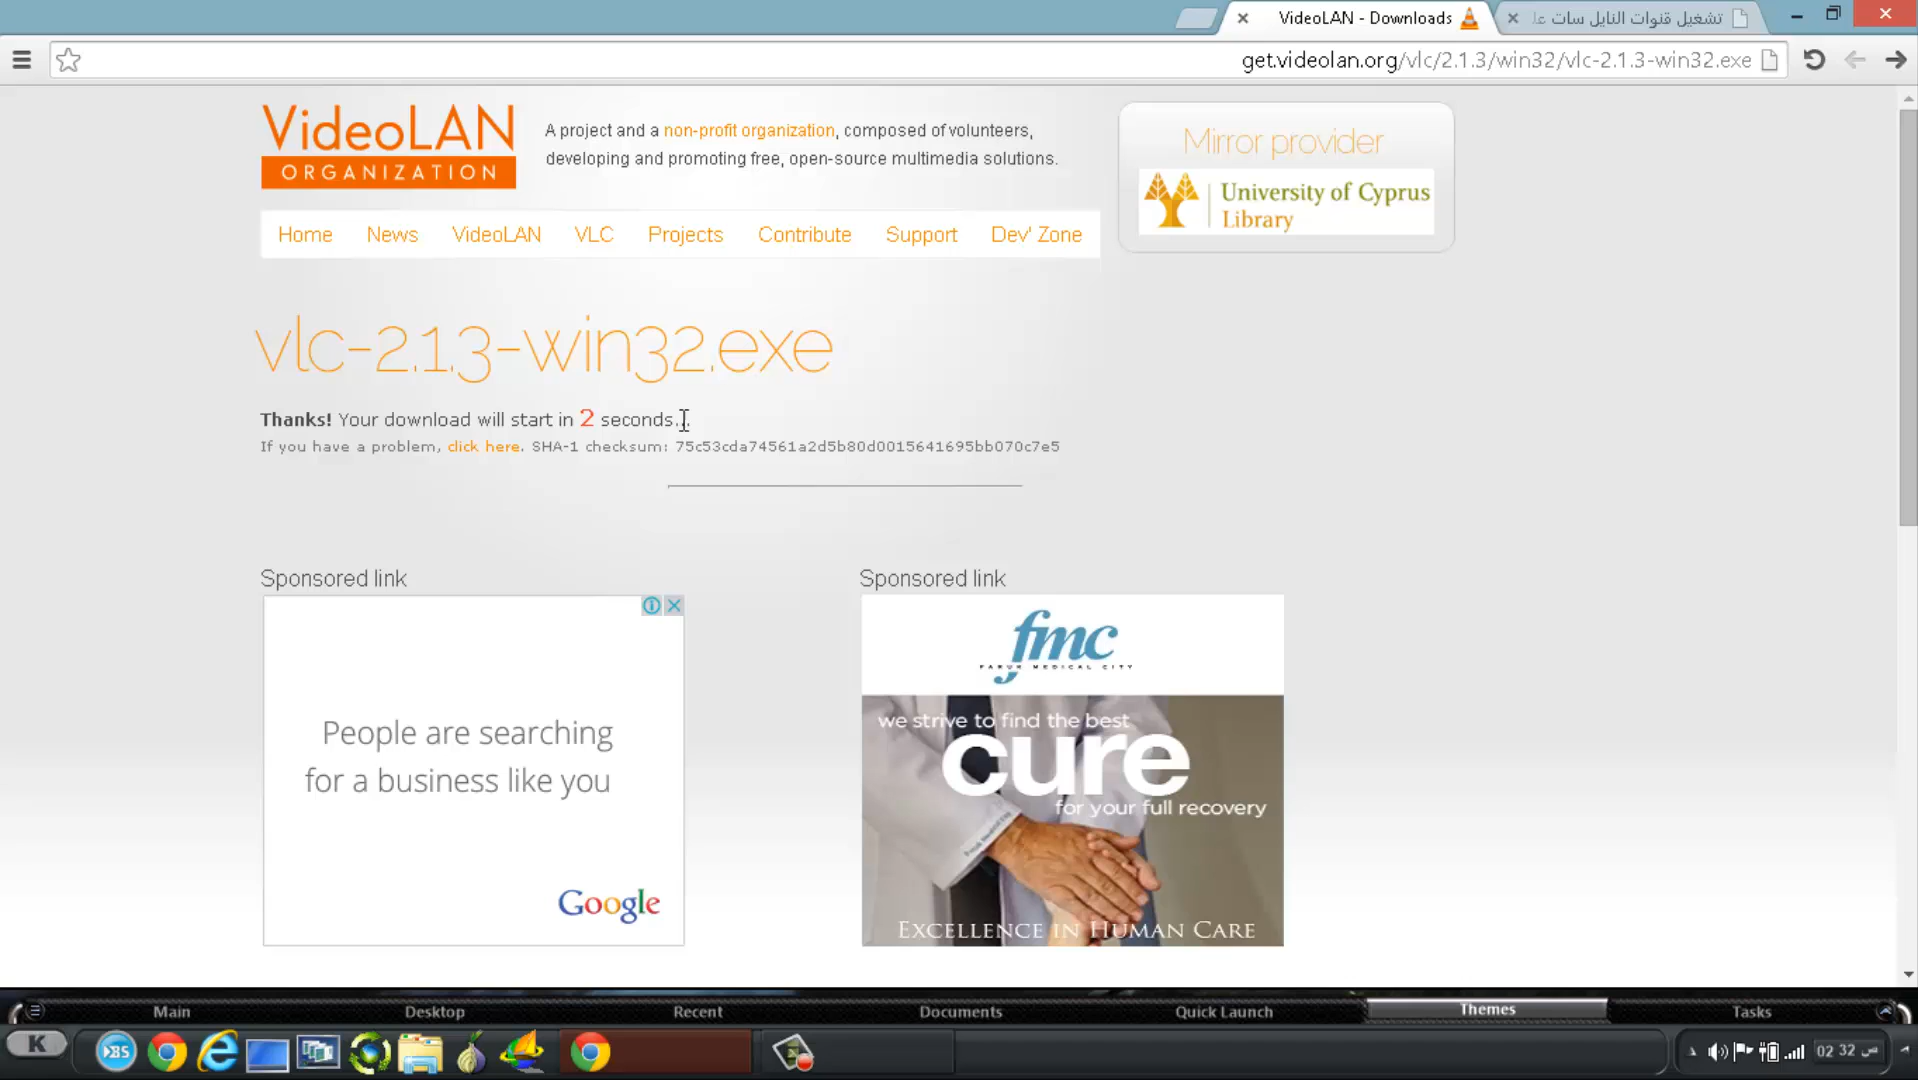 VideoLAN - Downloads
تشغيل قنوات النايل سات عل
get.videolan.org/vlc/2.1.3/win32/vlc-2.1.3-win32.exe
VideoLAN
ORGANIZATION
A project and a non-profit organization, composed of volunteers,
developing and promoting free, open-source multimedia solutions.
Mirror provider
University of Cyprus
Library
Home News VideoLAN VLC Projects Contribute Support Dev' Zone
vlc-2.1.3-win32.exe
Thanks! Your download will start in 2 seconds...
If you have a problem, click here. SHA-1 checksum: 75c53cda74561a2d5b80d0015641695bb070c7e5
Sponsored link
People are searching
for a business like you
Google
Sponsored link
fmc
MEDICAL CITY
we strive to find the best
cure
for your full recovery
EXCELLENCE IN HUMAN CARE
Main Desktop Recent Documents Quick Launch Themes Tasks
K
BS
02:32 ص